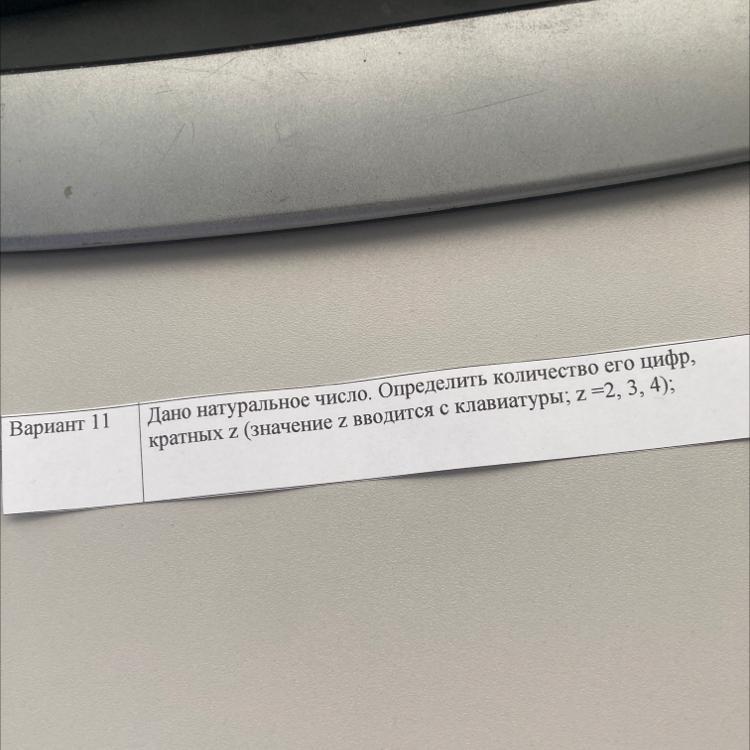 Вариант 11
Дано натуральное число. Определить количество его цифр,
кратных z (значение z вводится с клавиатуры; z =2, 3, 4);